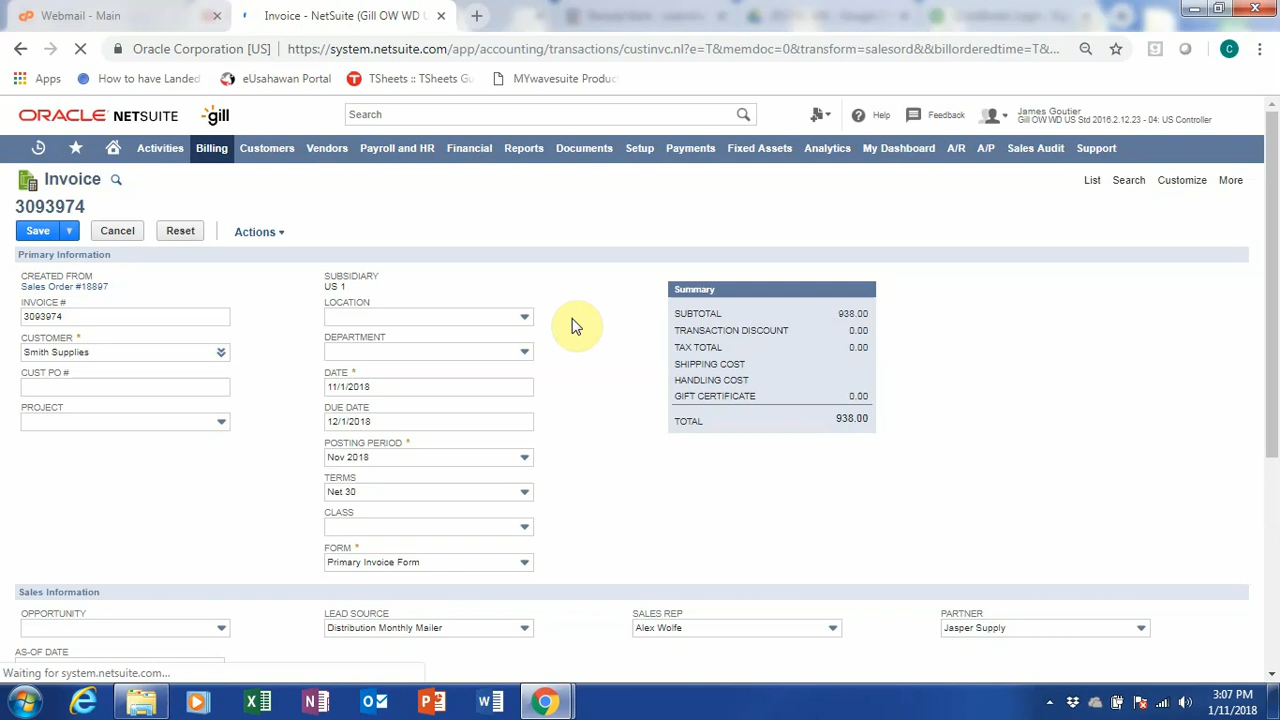 Webmail - Main
Invoice - NetSuite (Gill OW WD U
Oracle Corporation [US] https://system.netsuite.com/app/accounting/transactions/custinvc.nl?e=T&memdoc=0&transform=salesord&&billorderedtime=T&...
Apps How to have Landed eUsahawan Portal TSheets :: TSheets Gu MYwavesuite Produc
ORACLE NETSUITE gill Search Help Feedback James Goutier
Gill OW WD US Std 2016.2.12.23 - 04: US Controller
Activities Billing Customers Vendors Payroll and HR Financial Reports Documents Setup Payments Fixed Assets Analytics My Dashboard A/R A/P Sales Audit Support
Invoice List Search Customize More
3093974
Save Cancel Reset Actions
Primary Information
CREATED FROM
Sales Order #18897
INVOICE #
3093974
CUSTOMER *
Smith Supplies
CUST PO #
PROJECT
SUBSIDIARY
US 1
LOCATION
DEPARTMENT
DATE *
11/1/2018
DUE DATE
12/1/2018
POSTING PERIOD *
Nov 2018
TERMS
Net 30
CLASS
FORM *
Primary Invoice Form
Summary
SUBTOTAL 938.00
TRANSACTION DISCOUNT 0.00
TAX TOTAL 0.00
SHIPPING COST
HANDLING COST
GIFT CERTIFICATE 0.00
TOTAL 938.00
Sales Information
OPPORTUNITY
AS-OF DATE
LEAD SOURCE
Distribution Monthly Mailer
SALES REP
Alex Wolfe
PARTNER
Jasper Supply
Waiting for system.netsuite.com...
3:07 PM
1/11/2018